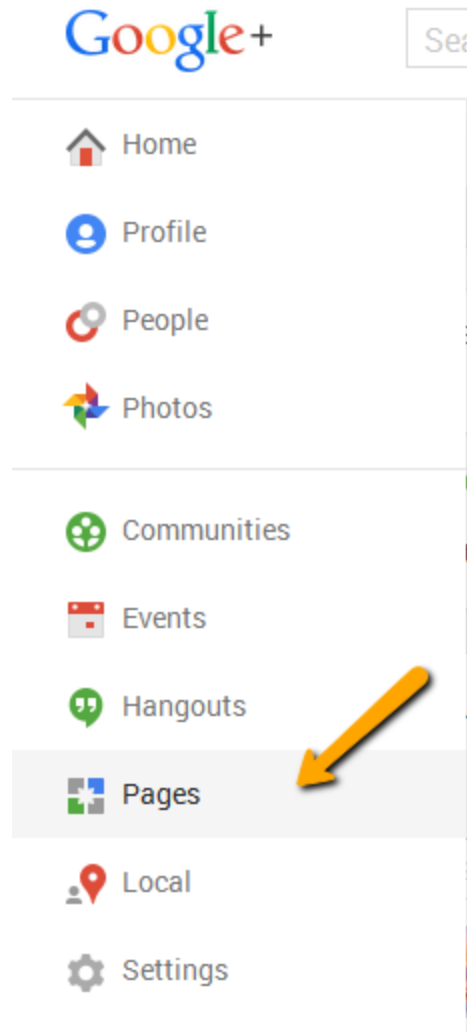 Google+
Home
Profile
People
Photos
Communities
Events
Hangouts
Pages
Local
Settings